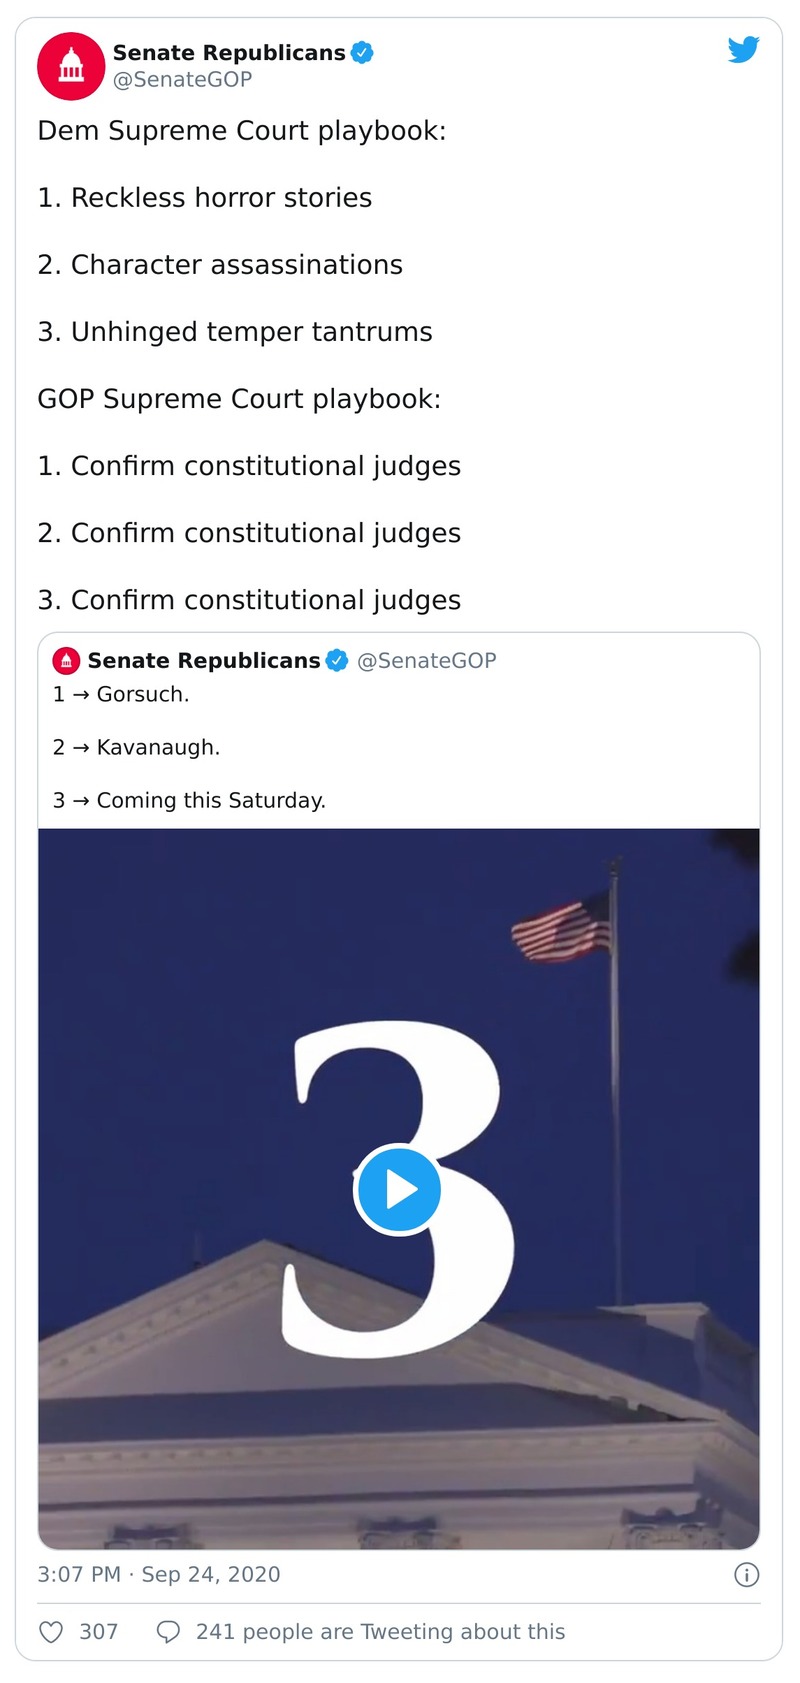 Senate Republicans
@SenateGOP
Dem Supreme Court playbook:
1. Reckless horror stories
2. Character assassinations
3. Unhinged temper tantrums
GOP Supreme Court playbook:
1. Confirm constitutional judges
2. Confirm constitutional judges
3. Confirm constitutional judges
Senate Republicans @SenateGOP
1 → Gorsuch.
2 → Kavanaugh.
3 → Coming this Saturday.
3
3:07 PM · Sep 24, 2020
307 241 people are Tweeting about this